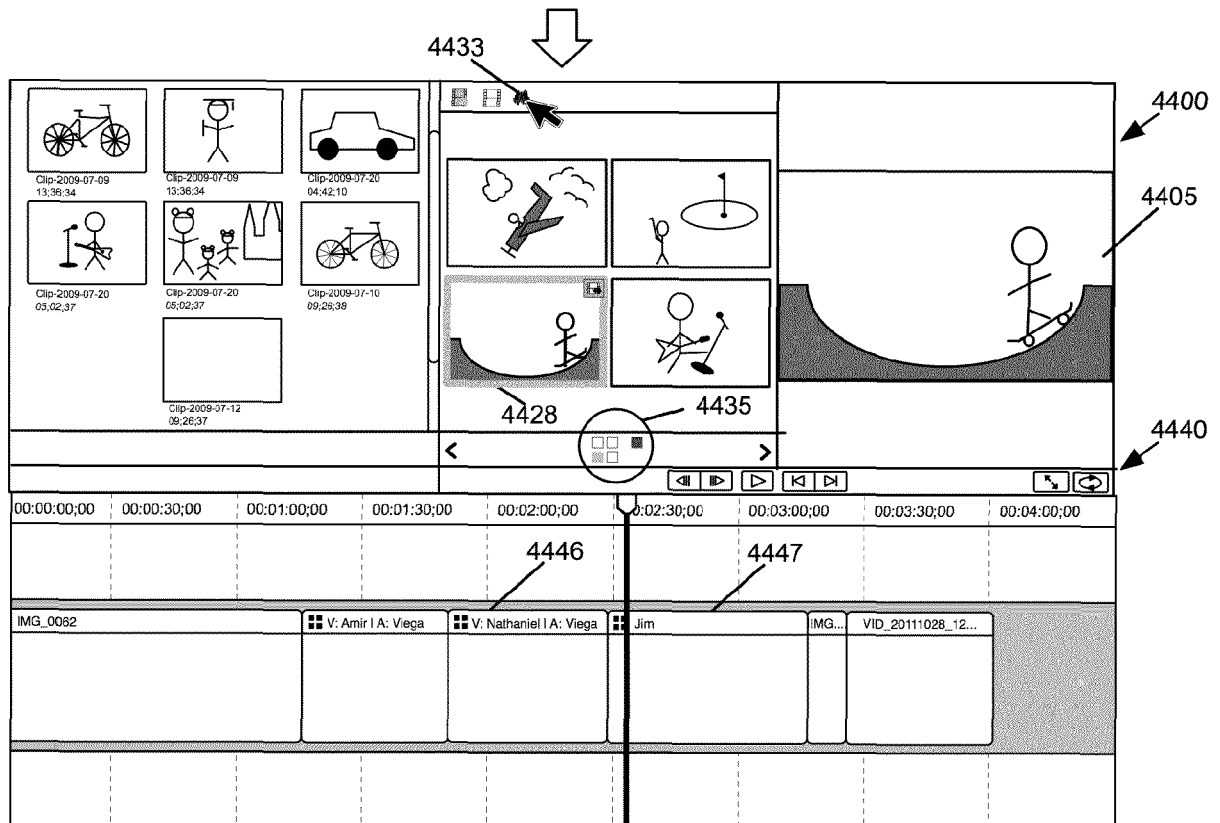 4433
4400
4405
Clip-2009-07-09
13;36;34
Clip-2009-07-09
13;36;34
Clip-2009-07-20
04;42;10
Clip-2009-07-20
05;02;37
Clip-2009-07-20
05;02;37
Clip-2009-07-10
09;26;38
Clip-2009-07-12
09;26;37
4428
4435
4440
00:00:00;00 00:00:30;00 00:01:00;00 00:01:30;00 00:02:00;00 0:02:30;00 00:03:00;00 00:03:30;00 00:04:00;00
4446
4447
IMG_0062
V: Amir I A: Viega
V: Nathaniel I A: Viega
Jim
IMG...
VID_20111028_12...